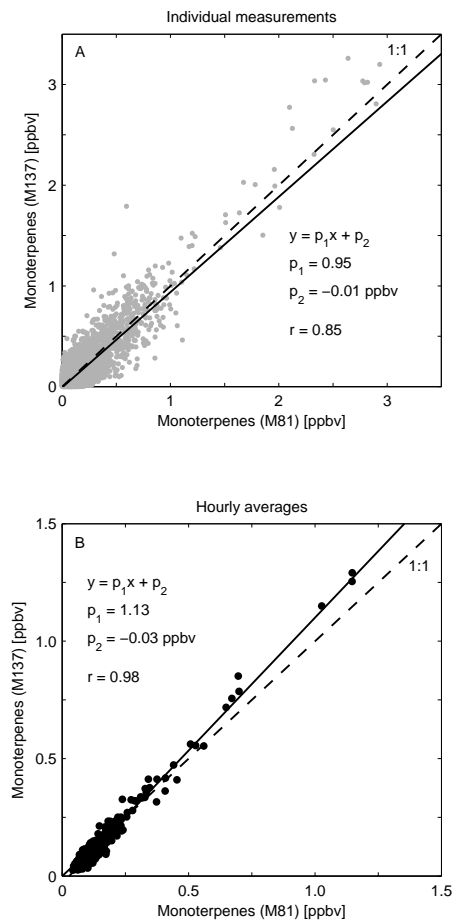 Individual measurements
A
1:1
3
2
1
0
Monoterpenes (M137) [ppbv]
y = p1x + p2
p1 = 0.95
p2 = −0.01 ppbv
r = 0.85
0 1 2 3
Monoterpenes (M81) [ppbv]
Hourly averages
1.5
B
1:1
y = p1x + p2
p1 = 1.13
p2 = −0.03 ppbv
r = 0.98
1.0
0.5
0
Monoterpenes (M137) [ppbv]
0 0.5 1.0 1.5
Monoterpenes (M81) [ppbv]